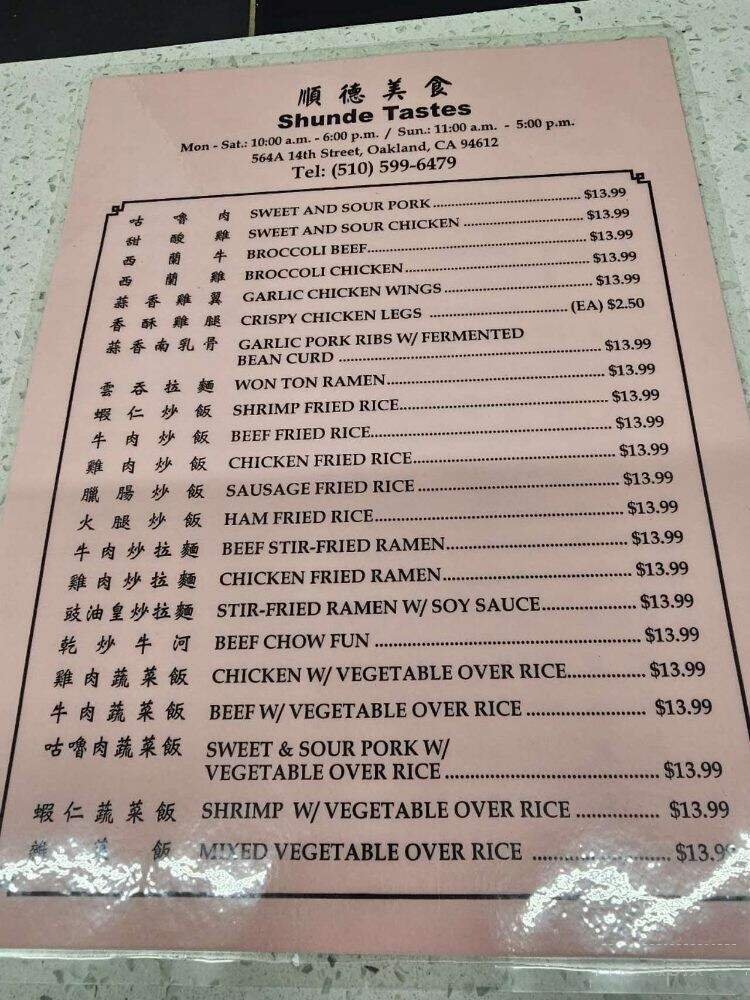 順德美食
Shunde Tastes
Mon - Sat.: 10:00 a.m. - 6:00 p.m. / Sun.: 11:00 a.m. - 5:00 p.m.
564A 14th Street, Oakland, CA 94612
Tel: (510) 599-6479
咕嚕肉 SWEET AND SOUR PORK $13.99
甜酸雞 SWEET AND SOUR CHICKEN $13.99
西蘭牛 BROCCOLI BEEF $13.99
西蘭雞 BROCCOLI CHICKEN $13.99
蒜香雞翼 GARLIC CHICKEN WINGS $13.99
香酥雞腿 CRISPY CHICKEN LEGS (EA) $2.50
蒜香南乳骨 GARLIC PORK RIBS W/ FERMENTED
BEAN CURD $13.99
雲吞拉麵 WON TON RAMEN $13.99
蝦仁炒飯 SHRIMP FRIED RICE $13.99
牛肉炒飯 BEEF FRIED RICE $13.99
雞肉炒飯 CHICKEN FRIED RICE $13.99
臘腸炒飯 SAUSAGE FRIED RICE $13.99
火腿炒飯 HAM FRIED RICE $13.99
牛肉炒拉麵 BEEF STIR-FRIED RAMEN $13.99
雞肉炒拉麵 CHICKEN FRIED RAMEN $13.99
豉油皇炒拉麵 STIR-FRIED RAMEN W/ SOY SAUCE $13.99
乾炒牛河 BEEF CHOW FUN $13.99
雞肉蔬菜飯 CHICKEN W/ VEGETABLE OVER RICE $13.99
牛肉蔬菜飯 BEEF W/ VEGETABLE OVER RICE $13.99
咕嚕肉蔬菜飯 SWEET & SOUR PORK W/
VEGETABLE OVER RICE $13.99
蝦仁蔬菜飯 SHRIMP W/ VEGETABLE OVER RICE $13.99
雜菜飯 MIXED VEGETABLE OVER RICE $13.99